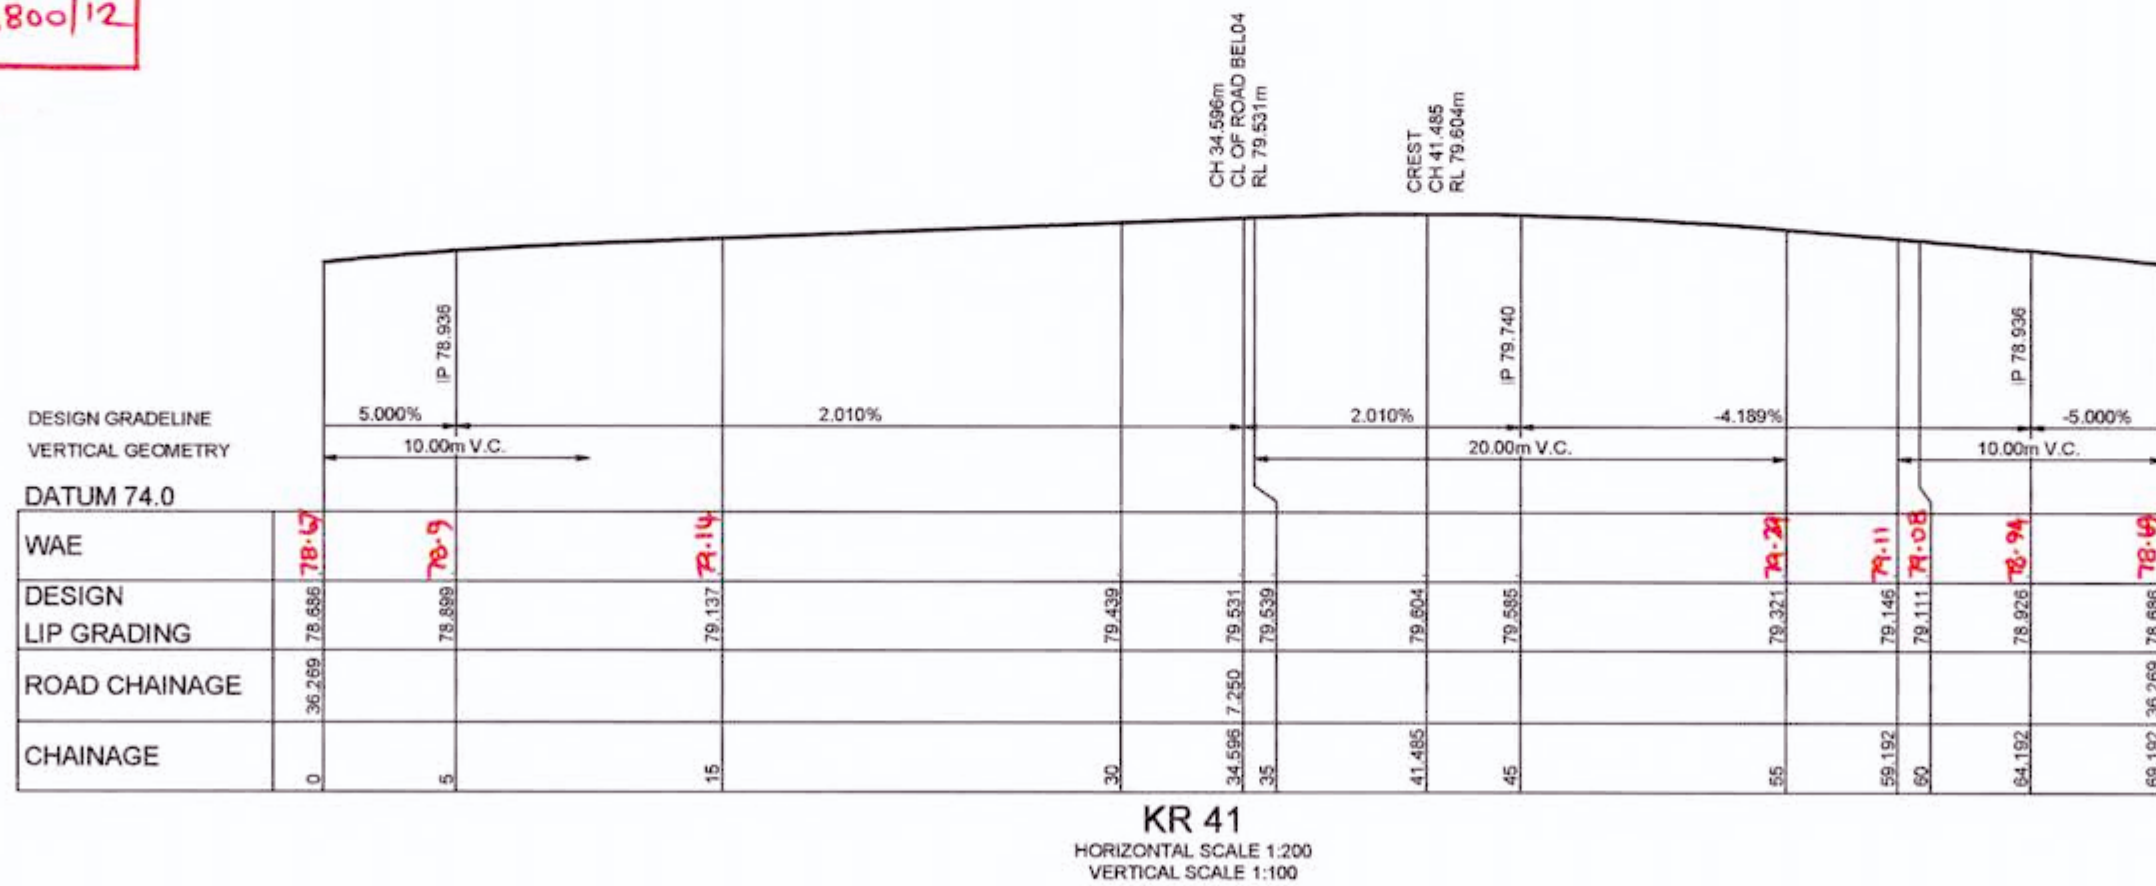 800/12
CH 34.596m
CL OF ROAD BEL04
RL 79.531m
CREST
CH 41.485
RL 79.604m
IP 78.936
IP 79.740
IP 78.936
DESIGN GRADELINE 5.000% 2.010% 2.010% -4.189% -5.000%
VERTICAL GEOMETRY 10.00m V.C. 20.00m V.C. 10.00m V.C.
DATUM 74.0
WAE 78.67 78.9 79.14 79.29 79.11 79.08 78.94 78.69
DESIGN
LIP GRADING 78.686 78.899 79.137 79.439 79.531 79.539 79.604 79.585 79.321 79.146 79.111 78.926 78.686
ROAD CHAINAGE 36.269 7.250 36.269
CHAINAGE 0 5 15 30 34.596 35 41.485 45 55 59.192 60 64.192 69.192
KR 41
HORIZONTAL SCALE 1:200
VERTICAL SCALE 1:100